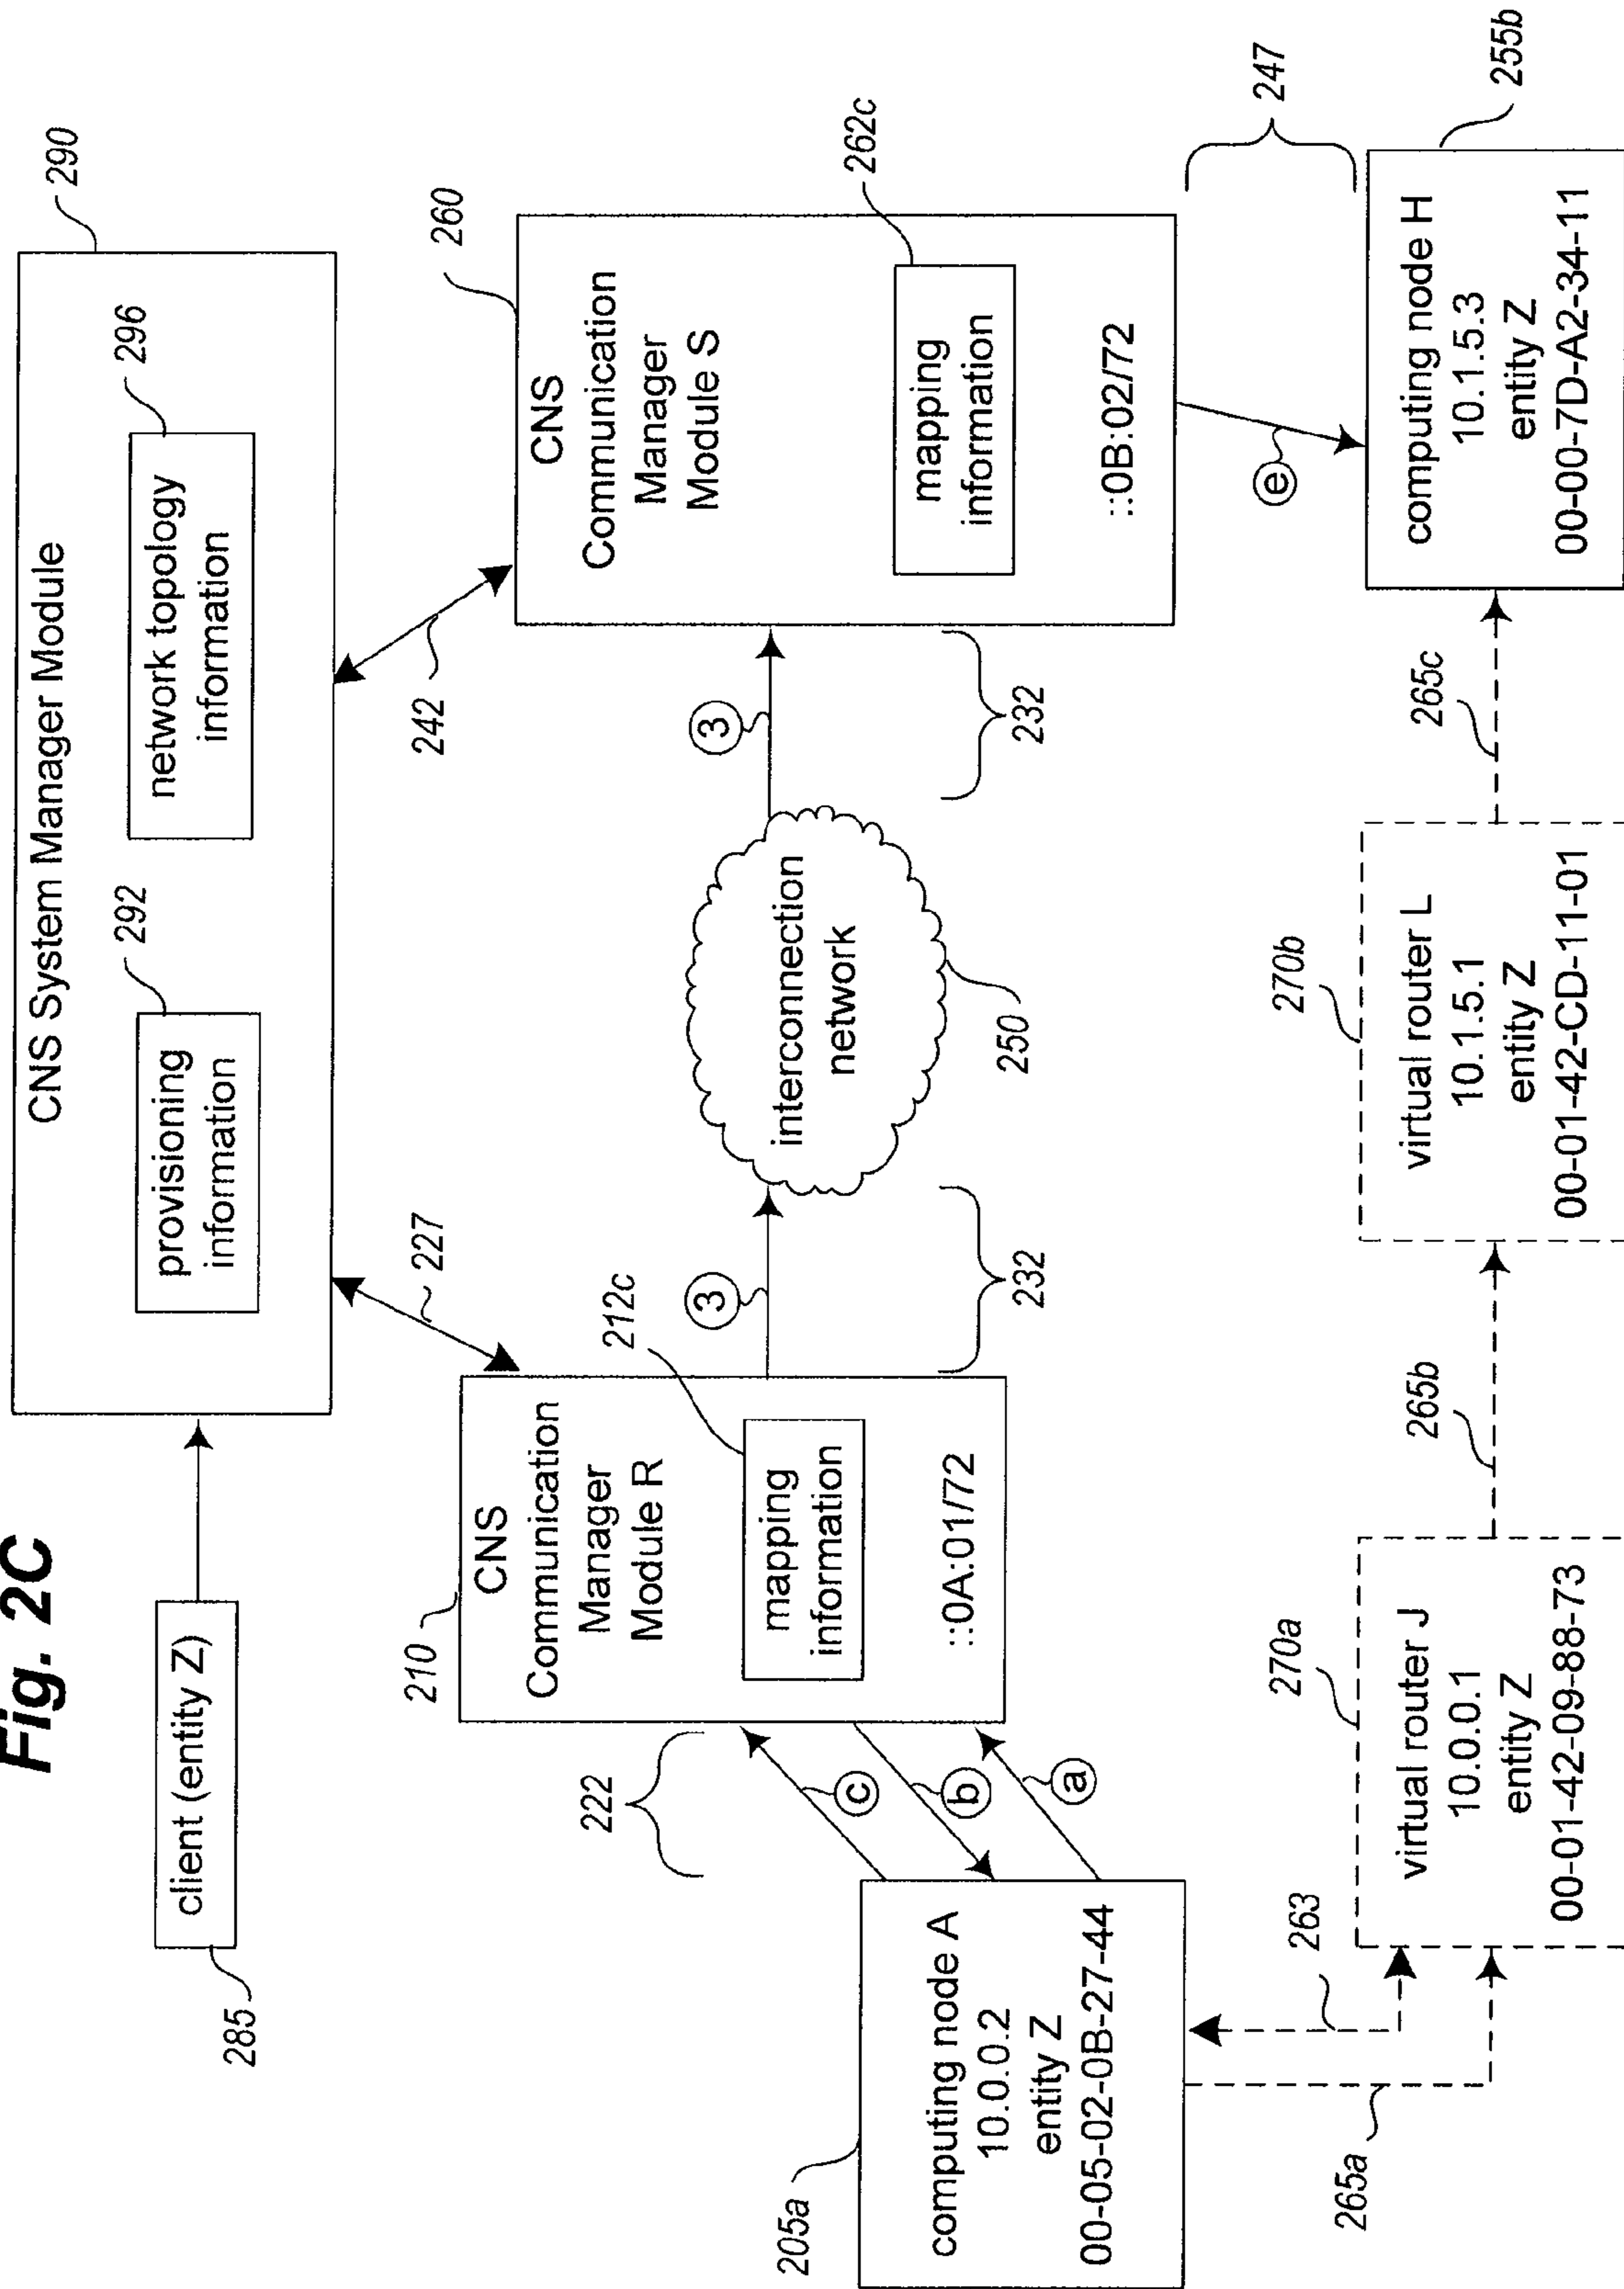 Fig. 2C
285
client (entity Z)
290
CNS System Manager Module
292
provisioning
information
296
network topology
information
227
242
210
CNS
Communication
Manager
Module R
212c
mapping
information
::0A:01/72
3
232
interconnection
network
250
3
232
260
CNS
Communication
Manager
Module S
262c
mapping
information
::0B:02/72
222
c
b
a
e
247
205a
computing node A
10.0.0.2
entity Z
00-05-02-0B-27-44
263
265a
270a
virtual router J
10.0.0.1
entity Z
00-01-42-09-88-73
265b
270b
virtual router L
10.1.5.1
entity Z
00-01-42-CD-11-01
265c
255b
computing node H
10.1.5.3
entity Z
00-00-7D-A2-34-11